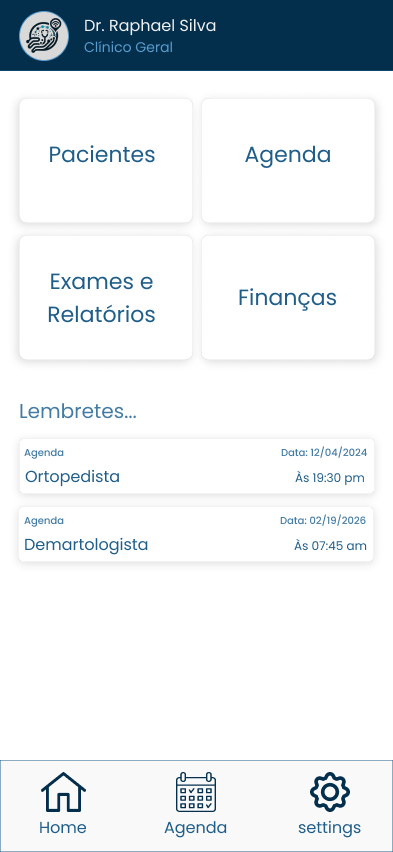 Dr. Raphael Silva
Clínico Geral
Pacientes
Agenda
Exames e
Relatórios
Finanças
Lembretes...
Agenda
Data: 12/04/2024
Ortopedista
Às 19:30 pm
Agenda
Data: 02/19/2026
Demartologista
Às 07:45 am
Home
Agenda
settings